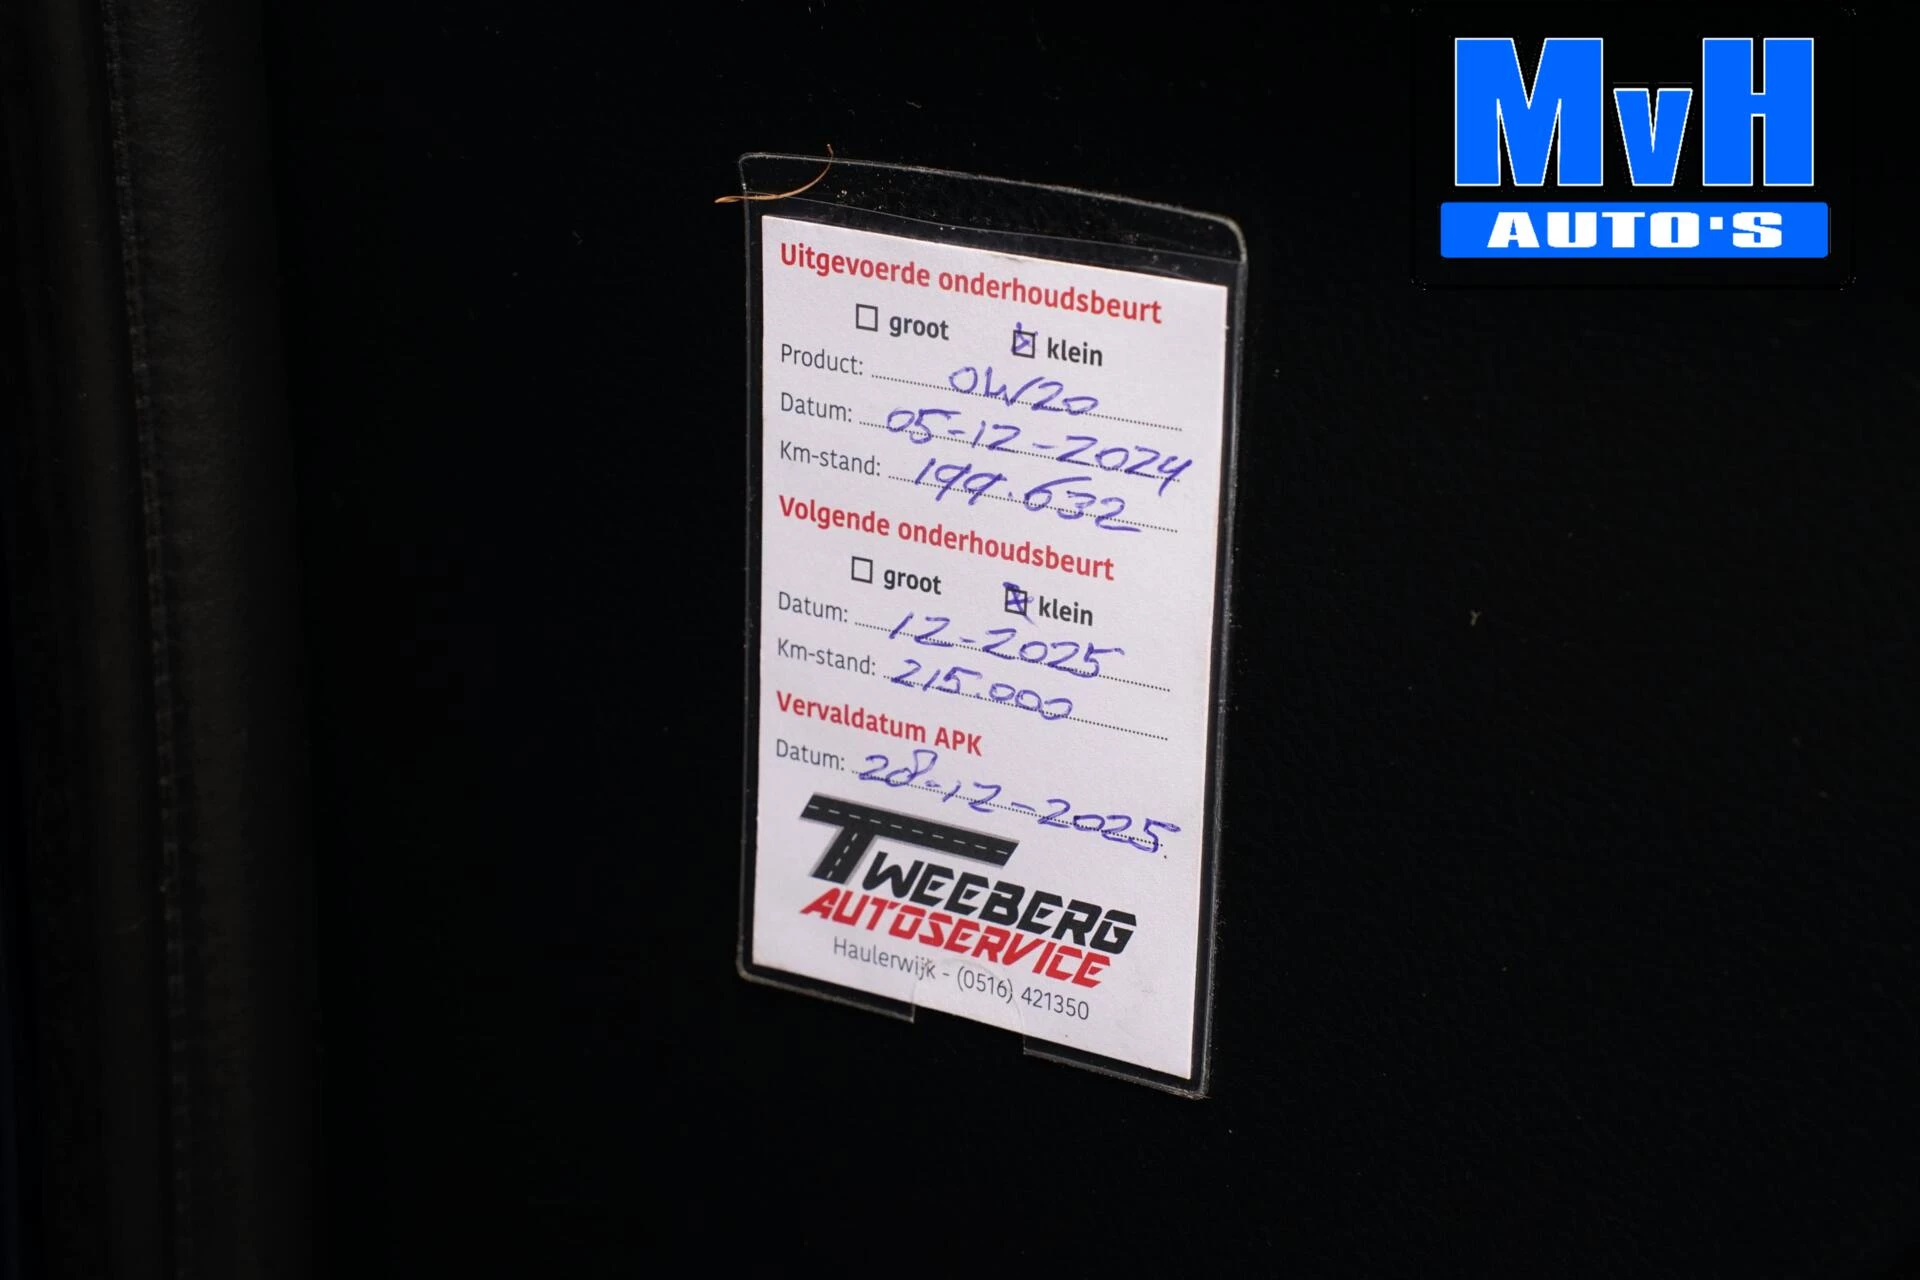 MvH
AUTO'S
Uitgevoerde onderhoudsbeurt
groot klein
Product: 0W20
Datum: 05-12-2024
Km-stand: 199.632
Volgende onderhoudsbeurt
groot klein
Datum: 12-2025
Km-stand: 215.000
Vervaldatum APK
Datum: 28-12-2025
TWEEBERG
AUTOSERVICE
Haulerwijk - (0516) 421350